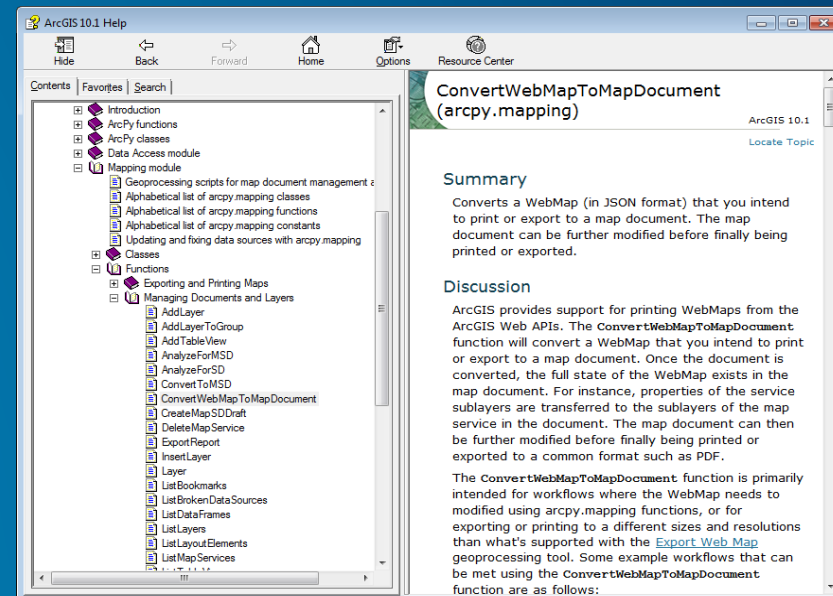 ArcGIS 10.1 Help
Hide
Back
Forward
Home
Options
Resource Center
Contents
Favorites
Search
Introduction
ArcPy functions
ArcPy classes
Data Access module
Mapping module
Geoprocessing scripts for map document management a
Alphabetical list of arcpy.mapping classes
Alphabetical list of arcpy.mapping functions
Alphabetical list of arcpy.mapping constants
Updating and fixing data sources with arcpy.mapping
Classes
Functions
Exporting and Printing Maps
Managing Documents and Layers
AddLayer
AddLayerToGroup
AddTableView
AnalyzeForMSD
AnalyzeForSD
ConvertToMSD
ConvertWebMapToMapDocument
CreateMapSDDraft
DeleteMapService
ExportReport
InsertLayer
Layer
ListBookmarks
ListBrokenDataSources
ListDataFrames
ListLayers
ListLayoutElements
ListMapServices
ConvertWebMapToMapDocument
(arcpy.mapping)
ArcGIS 10.1
Locate Topic
Summary
Converts a WebMap (in JSON format) that you intend
to print or export to a map document. The map
document can be further modified before finally being
printed or exported.
Discussion
ArcGIS provides support for printing WebMaps from the
ArcGIS Web APIs. The ConvertWebMapToMapDocument
function will convert a WebMap that you intend to print
or export to a map document. Once the document is
converted, the full state of the WebMap exists in the
map document. For instance, properties of the service
sublayers are transferred to the sublayers of the map
service in the document. The map document can then
be further modified before finally being printed or
exported to a common format such as PDF.
The ConvertWebMapToMapDocument function is primarily
intended for workflows where the WebMap needs to
modified using arcpy.mapping functions, or for
exporting or printing to a different sizes and resolutions
than what's supported with the Export Web Map
geoprocessing tool. Some example workflows that can
be met using the ConvertWebMapToMapDocument
function are as follows: